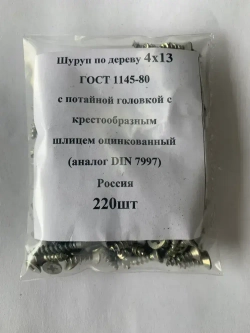 Шуруп по дереву 4х13
ГОСТ 1145-80
с потайной головкой с
крестообразным
шлицем оцинкованный
(аналог DIN 7997)
Россия
220шт